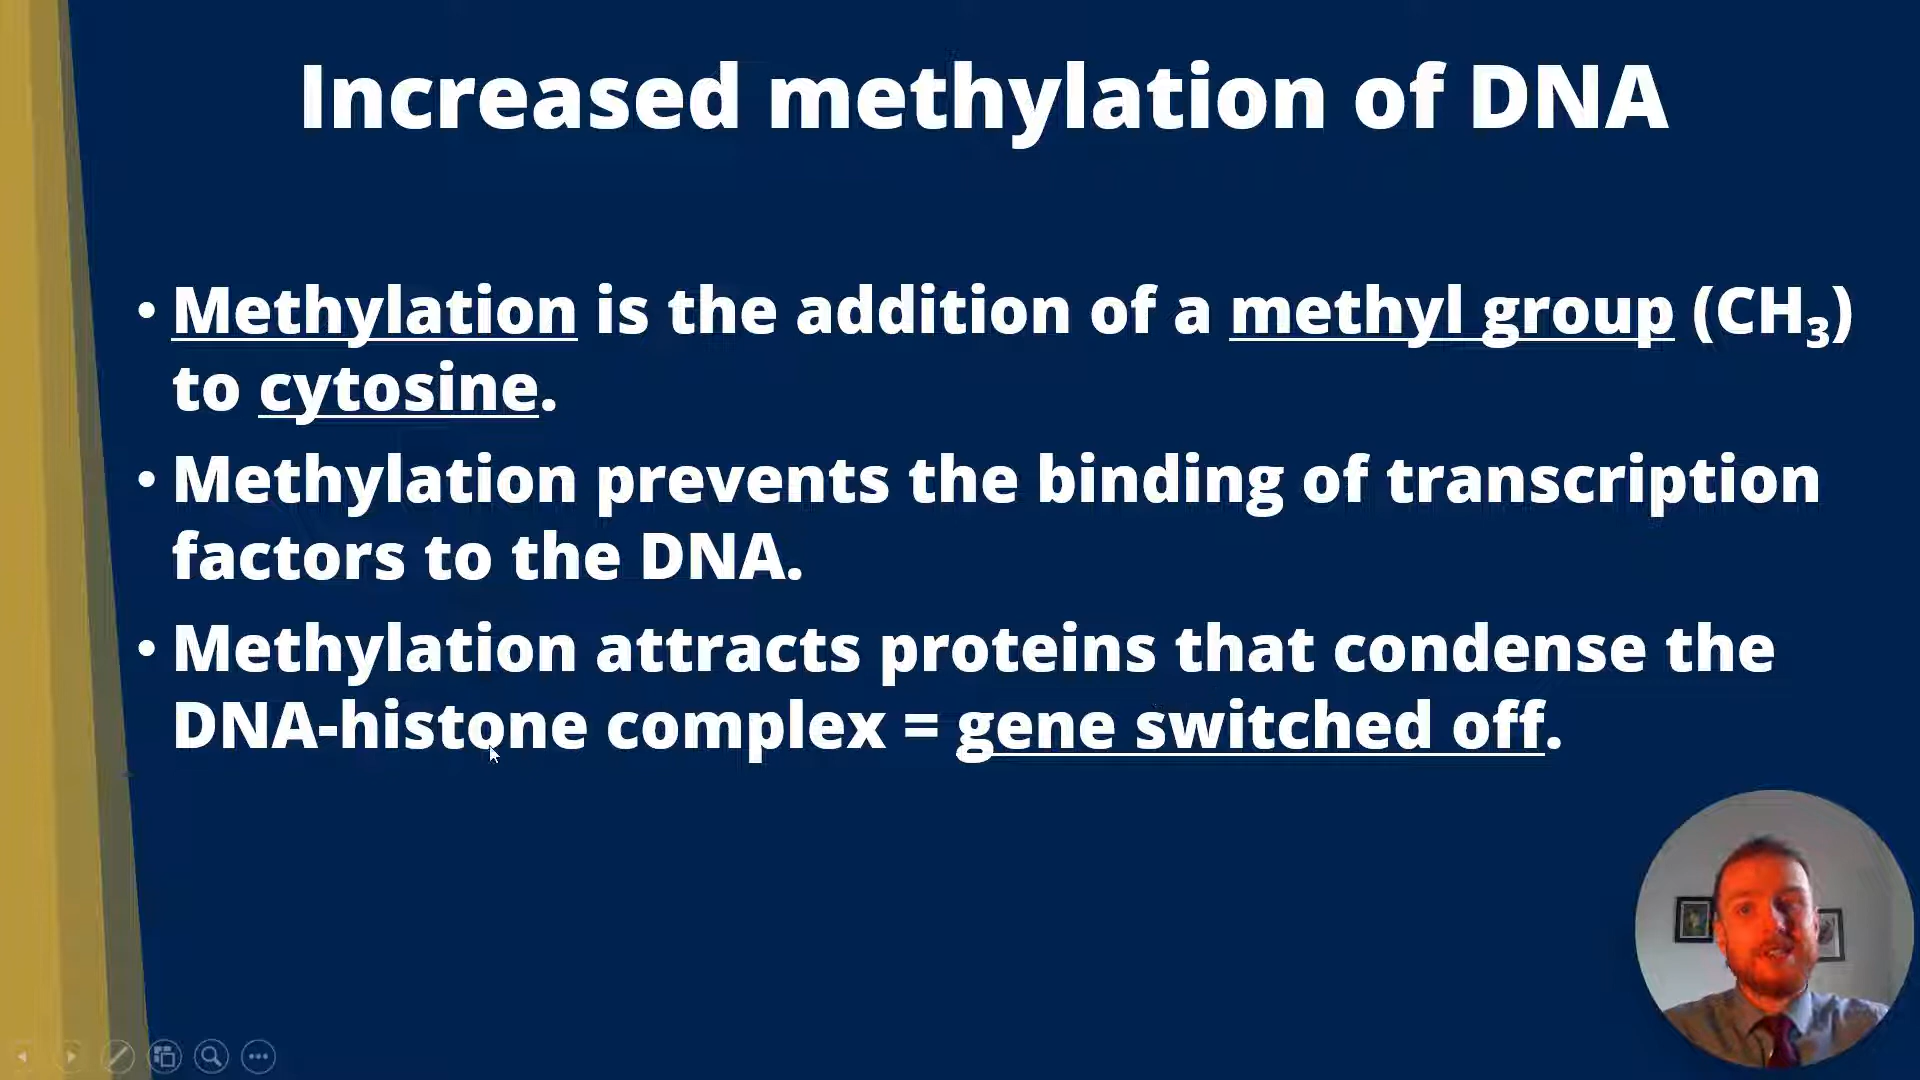 Increased methylation of DNA
• Methylation is the addition of a methyl group (CH₃)
to cytosine.
• Methylation prevents the binding of transcription
factors to the DNA.
• Methylation attracts proteins that condense the
DNA-histone complex = gene switched off.